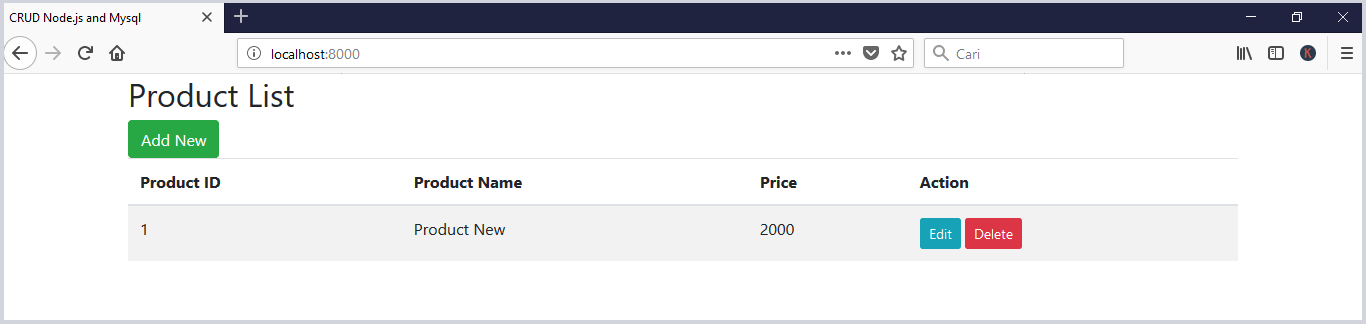 CRUD Node.js and Mysql
localhost:8000
Cari
K
Product List
Add New
Product ID Product Name Price Action
1 Product New 2000 Edit Delete